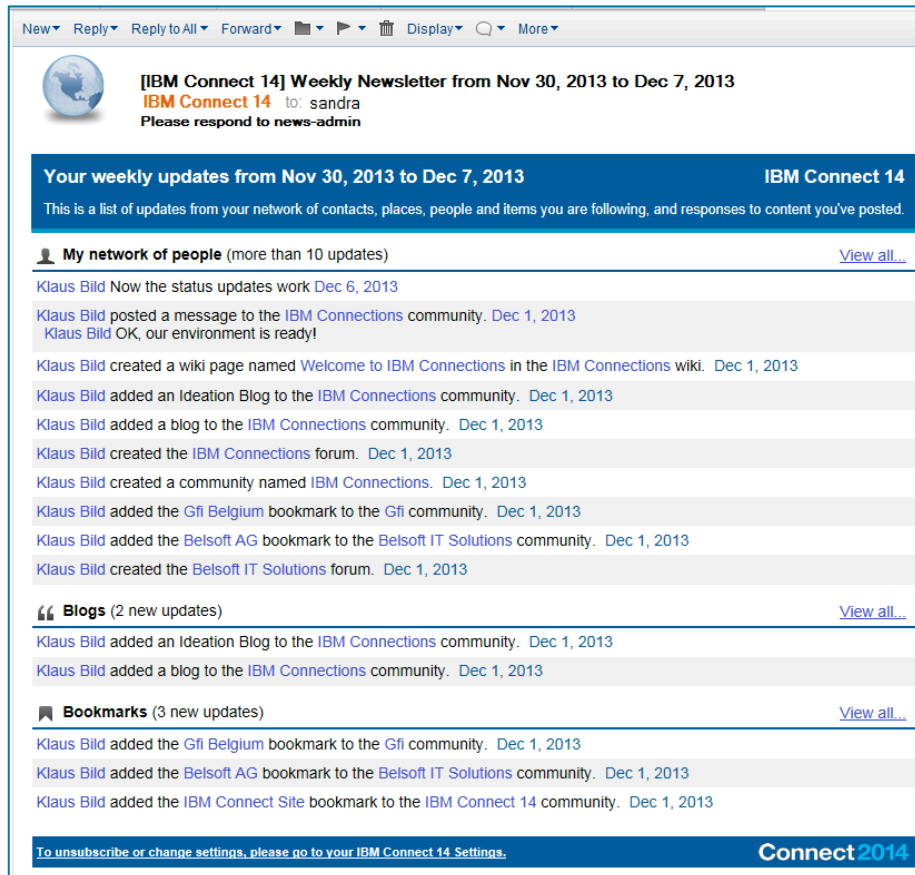 New Reply Reply to All Forward Display More
[IBM Connect 14] Weekly Newsletter from Nov 30, 2013 to Dec 7, 2013
IBM Connect 14 to: sandra
Please respond to news-admin
Your weekly updates from Nov 30, 2013 to Dec 7, 2013 IBM Connect 14
This is a list of updates from your network of contacts, places, people and items you are following, and responses to content you've posted.
My network of people (more than 10 updates) View all...
Klaus Bild Now the status updates work Dec 6, 2013
Klaus Bild posted a message to the IBM Connections community. Dec 1, 2013
Klaus Bild OK, our environment is ready!
Klaus Bild created a wiki page named Welcome to IBM Connections in the IBM Connections wiki. Dec 1, 2013
Klaus Bild added an Ideation Blog to the IBM Connections community. Dec 1, 2013
Klaus Bild added a blog to the IBM Connections community. Dec 1, 2013
Klaus Bild created the IBM Connections forum. Dec 1, 2013
Klaus Bild created a community named IBM Connections. Dec 1, 2013
Klaus Bild added the Gfi Belgium bookmark to the Gfi community. Dec 1, 2013
Klaus Bild added the Belsoft AG bookmark to the Belsoft IT Solutions community. Dec 1, 2013
Klaus Bild created the Belsoft IT Solutions forum. Dec 1, 2013
Blogs (2 new updates) View all...
Klaus Bild added an Ideation Blog to the IBM Connections community. Dec 1, 2013
Klaus Bild added a blog to the IBM Connections community. Dec 1, 2013
Bookmarks (3 new updates) View all...
Klaus Bild added the Gfi Belgium bookmark to the Gfi community. Dec 1, 2013
Klaus Bild added the Belsoft AG bookmark to the Belsoft IT Solutions community. Dec 1, 2013
Klaus Bild added the IBM Connect Site bookmark to the IBM Connect 14 community. Dec 1, 2013
To unsubscribe or change settings, please go to your IBM Connect 14 Settings. Connect2014